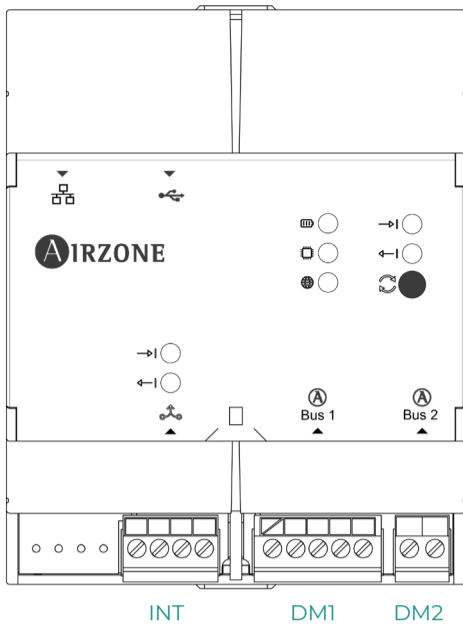 AIRZONE
Bus 1
Bus 2
INT
DM1
DM2